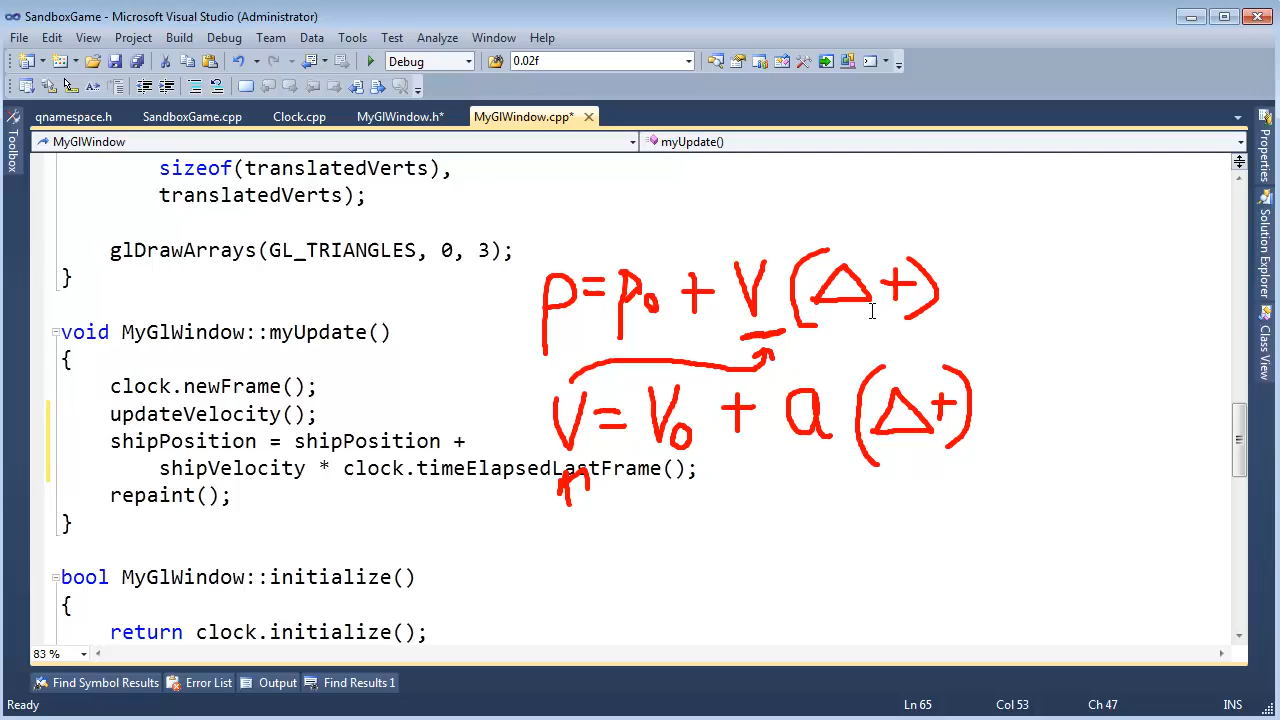 SandboxGame - Microsoft Visual Studio (Administrator)
File Edit View Project Build Debug Team Data Tools Test Analyze Window Help
Debug 0.02f
qnamespace.h SandboxGame.cpp Clock.cpp MyGlWindow.h* MyGlWindow.cpp*
MyGlWindow myUpdate()
Toolbox
Properties
Solution Explorer
Class View
sizeof(translatedVerts),
translatedVerts);
glDrawArrays(GL_TRIANGLES, 0, 3);
}
p = p₀ + V (Δt)
void MyGlWindow::myUpdate()
{
clock.newFrame();
updateVelocity();
V = V₀ + a (Δt)
shipPosition = shipPosition +
shipVelocity * clock.timeElapsedLastFrame();
repaint();
}
bool MyGlWindow::initialize()
{
return clock.initialize();
83 %
Find Symbol Results Error List Output Find Results 1
Ready Ln 65 Col 53 Ch 47 INS